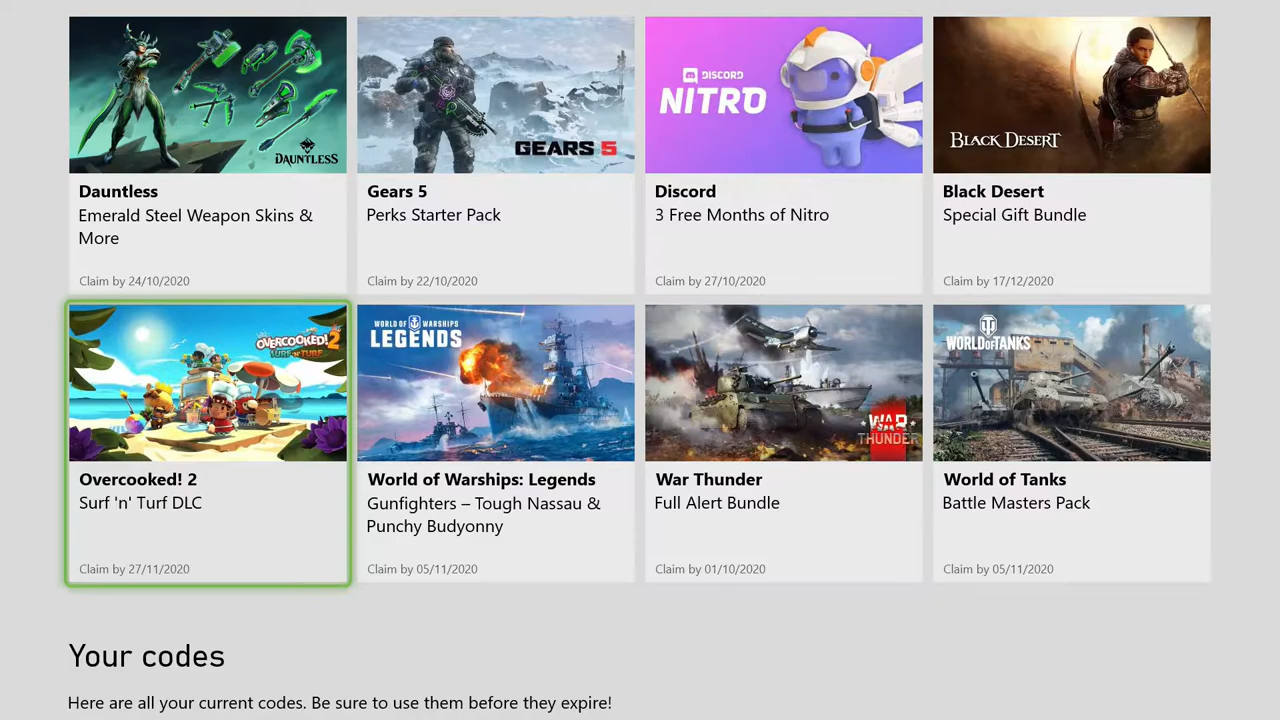 DAUNTLESS
GEARS 5
DISCORD
NITRO
BLACK DESERT
Dauntless
Emerald Steel Weapon Skins &
More
Claim by 24/10/2020
Gears 5
Perks Starter Pack
Claim by 22/10/2020
Discord
3 Free Months of Nitro
Claim by 27/10/2020
Black Desert
Special Gift Bundle
Claim by 17/12/2020
OVERCOOKED! 2
SURF 'N' TURF
WORLD OF WARSHIPS
LEGENDS
WAR
THUNDER
WORLD OF TANKS
Overcooked! 2
Surf 'n' Turf DLC
Claim by 27/11/2020
World of Warships: Legends
Gunfighters – Tough Nassau &
Punchy Budyonny
Claim by 05/11/2020
War Thunder
Full Alert Bundle
Claim by 01/10/2020
World of Tanks
Battle Masters Pack
Claim by 05/11/2020
Your codes
Here are all your current codes. Be sure to use them before they expire!